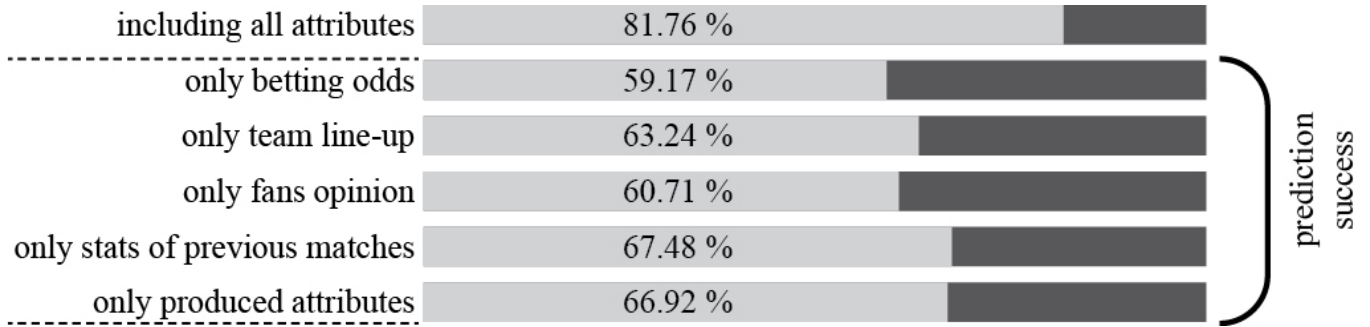 including all attributes 81.76 %
only betting odds 59.17 %
only team line-up 63.24 %
only fans opinion 60.71 %
only stats of previous matches 67.48 %
only produced attributes 66.92 %
prediction
success